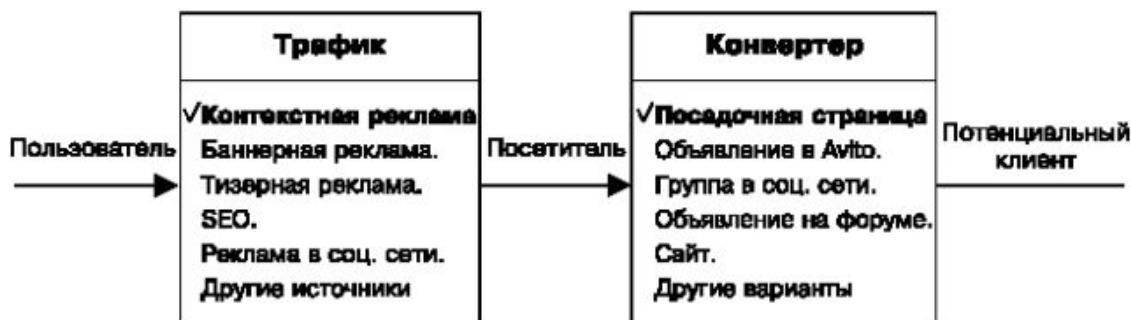 Трафик
Конвертер
Пользователь
✓Контекстная реклама
Баннерная реклама.
Тизерная реклама.
SEO.
Реклама в соц. сети.
Другие источники
Посетитель
✓Посадочная страница
Объявление в Avito.
Группа в соц. сети.
Объявление на форуме.
Сайт.
Другие варианты
Потенциальный
клиент